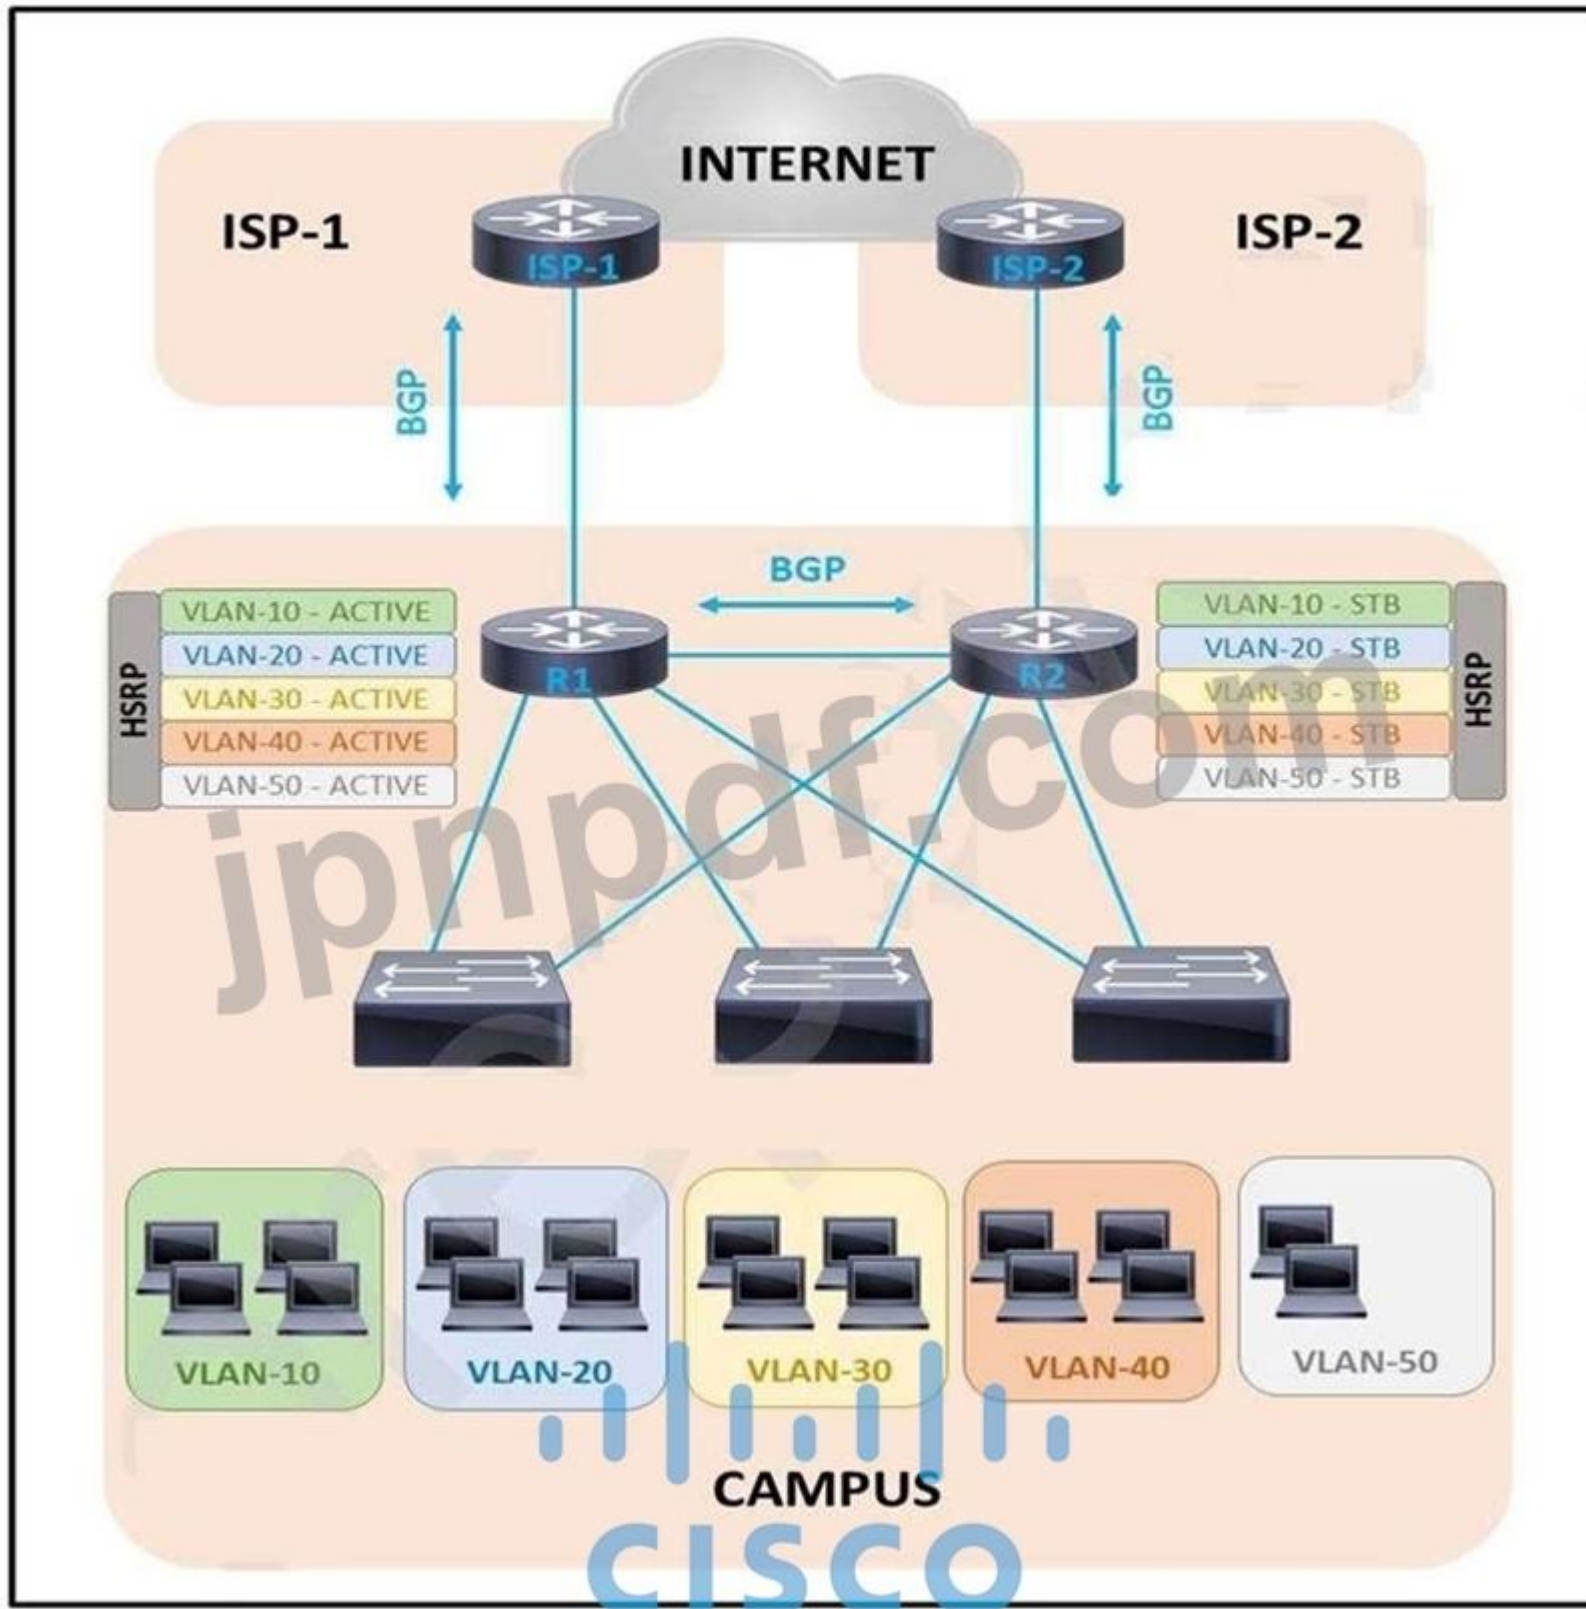 INTERNET
ISP-1
ISP-1
ISP-2
ISP-2
BGP
BGP
BGP
HSRP
VLAN-10 - ACTIVE
VLAN-20 - ACTIVE
VLAN-30 - ACTIVE
VLAN-40 - ACTIVE
VLAN-50 - ACTIVE
R1
R2
VLAN-10 - STB
VLAN-20 - STB
VLAN-30 - STB
VLAN-40 - STB
VLAN-50 - STB
HSRP
jpnpdf.com
VLAN-10
VLAN-20
VLAN-30
VLAN-40
VLAN-50
CAMPUS
CISCO